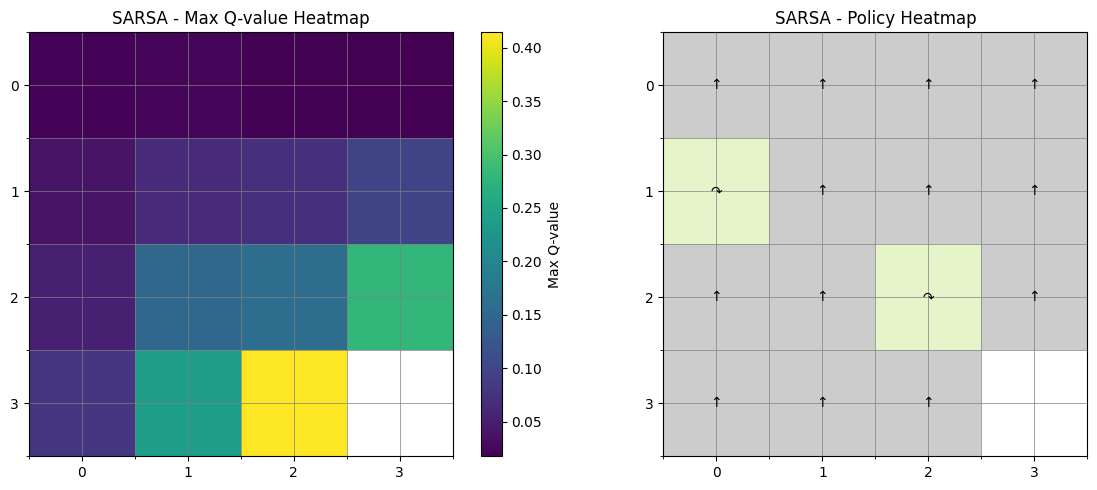 SARSA - Max Q-value Heatmap
0
1
2
3
0 1 2 3
0.40
0.35
0.30
0.25
0.20
0.15
0.10
0.05
Max Q-value
SARSA - Policy Heatmap
0 ↑ ↑ ↑ ↑
1 ↷ ↑ ↑ ↑
2 ↑ ↑ ↷ ↑
3 ↑ ↑ ↑
0 1 2 3